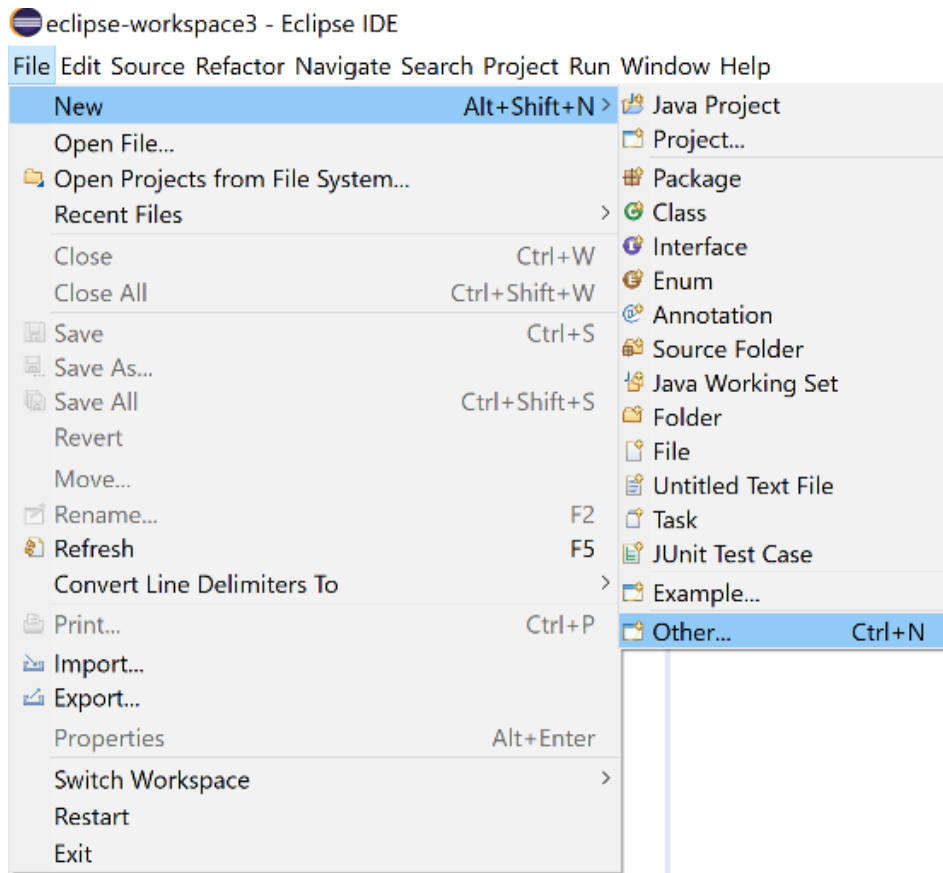 eclipse-workspace3 - Eclipse IDE
File Edit Source Refactor Navigate Search Project Run Window Help
New Alt+Shift+N >
Open File...
Open Projects from File System...
Recent Files >
Close Ctrl+W
Close All Ctrl+Shift+W
Save Ctrl+S
Save As...
Save All Ctrl+Shift+S
Revert
Move...
Rename... F2
Refresh F5
Convert Line Delimiters To >
Print... Ctrl+P
Import...
Export...
Properties Alt+Enter
Switch Workspace >
Restart
Exit
Java Project
Project...
Package
Class
Interface
Enum
Annotation
Source Folder
Java Working Set
Folder
File
Untitled Text File
Task
JUnit Test Case
Example...
Other... Ctrl+N